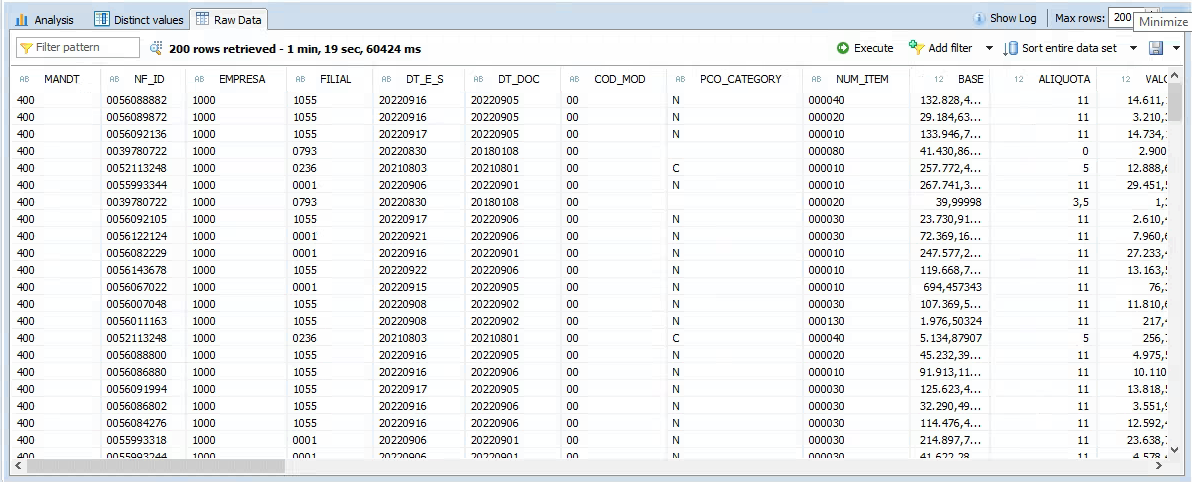 Analysis Distinct values Raw Data Show Log Max rows: 200 Minimize
Filter pattern 200 rows retrieved - 1 min, 19 sec, 60424 ms Execute Add filter Sort entire data set
AB MANDT AB NF_ID AB EMPRESA AB FILIAL AB DT_E_S AB DT_DOC AB COD_MOD AB PCO_CATEGORY AB NUM_ITEM 12 BASE 12 ALIQUOTA 12 VALO
400 0056088882 1000 1055 20220916 20220905 00 N 000040 132.828,4... 11 14.611,
400 0056089872 1000 1055 20220916 20220905 00 N 000020 29.184,63... 11 3.210,
400 0056092136 1000 1055 20220917 20220905 00 N 000010 133.946,7... 11 14.734,
400 0039780722 1000 0793 20220830 20180108 00 000080 41.430,86... 0 2.900
400 0052113248 1000 0236 20210803 20210801 00 C 000010 257.772,4... 5 12.888,6
400 0055993344 1000 0001 20220906 20220901 00 N 000010 267.741,3... 11 29.451,5
400 0039780722 1000 0793 20220830 20180108 00 000020 39,99998 3,5 1,
400 0056092105 1000 1055 20220917 20220906 00 N 000030 23.730,91... 11 2.610,4
400 0056122124 1000 0001 20220921 20220906 00 N 000030 72.369,16... 11 7.960,6
400 0056082229 1000 0001 20220916 20220906 00 N 000010 247.577,2... 11 27.233,4
400 0056143678 1000 1055 20220922 20220906 00 N 000010 119.668,7... 11 13.163,5
400 0056067022 1000 0001 20220915 20220905 00 N 000010 694,457343 11 76,
400 0056007048 1000 1055 20220908 20220902 00 N 000030 107.369,5... 11 11.810,6
400 0056011163 1000 1055 20220908 20220902 00 N 000130 1.976,50324 11 217,4
400 0052113248 1000 0236 20210803 20210801 00 C 000040 5.134,87907 5 256,
400 0056088800 1000 1055 20220916 20220905 00 N 000020 45.232,39... 11 4.975,5
400 0056086880 1000 1055 20220916 20220906 00 N 000010 91.913,11... 11 10.110
400 0056091994 1000 1055 20220917 20220905 00 N 000030 125.623,4... 11 13.818,5
400 0056086802 1000 1055 20220916 20220906 00 N 000030 32.290,49... 11 3.551,9
400 0056084276 1000 1055 20220916 20220906 00 N 000030 114.476,4... 11 12.592,4
400 0055993318 1000 0001 20220906 20220901 00 N 000020 214.897,7... 11 23.638,
400 0055993244 1000 0001 20220906 20220901 00 N 000030 41.622,28... 11 4.578,